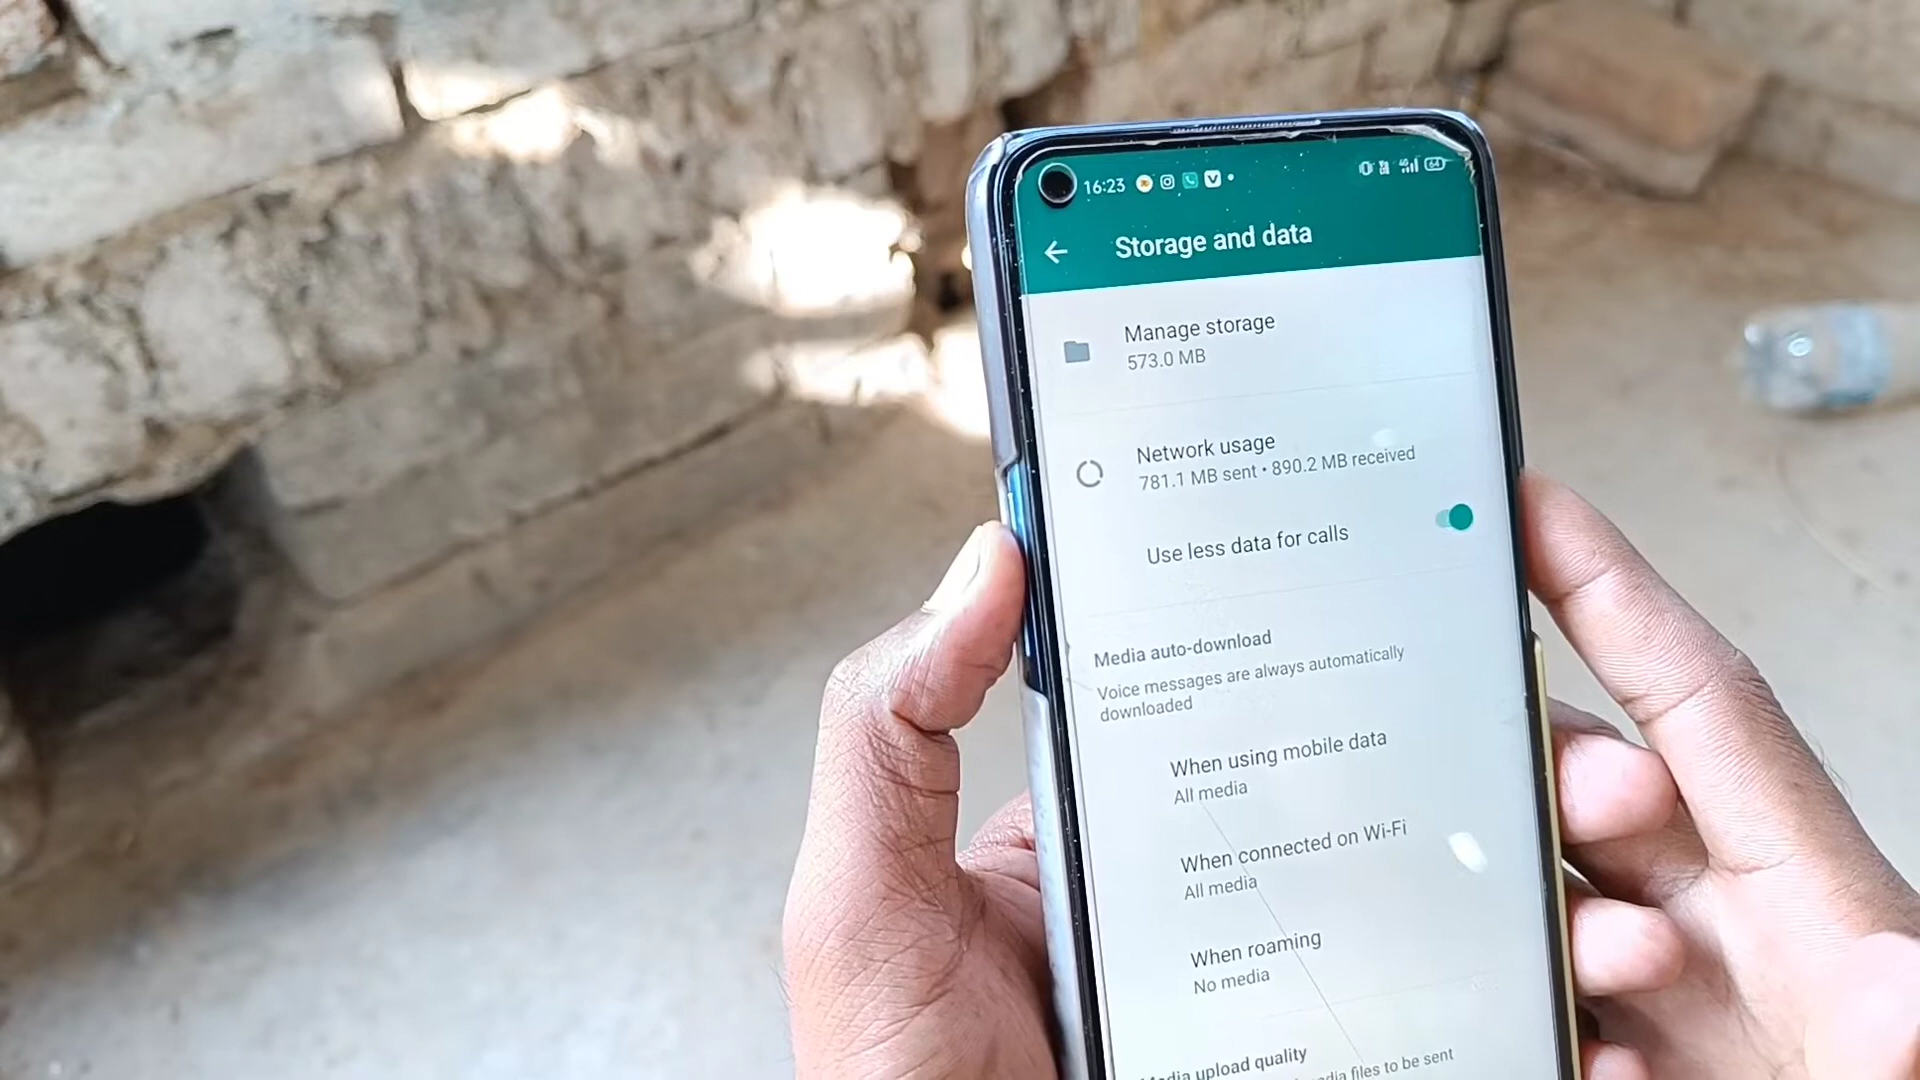 16:23
64
Storage and data
Manage storage
573.0 MB
Network usage
781.1 MB sent • 890.2 MB received
Use less data for calls
Media auto-download
Voice messages are always automatically
downloaded
When using mobile data
All media
When connected on Wi-Fi
All media
When roaming
No media
Media upload quality
files to be sent